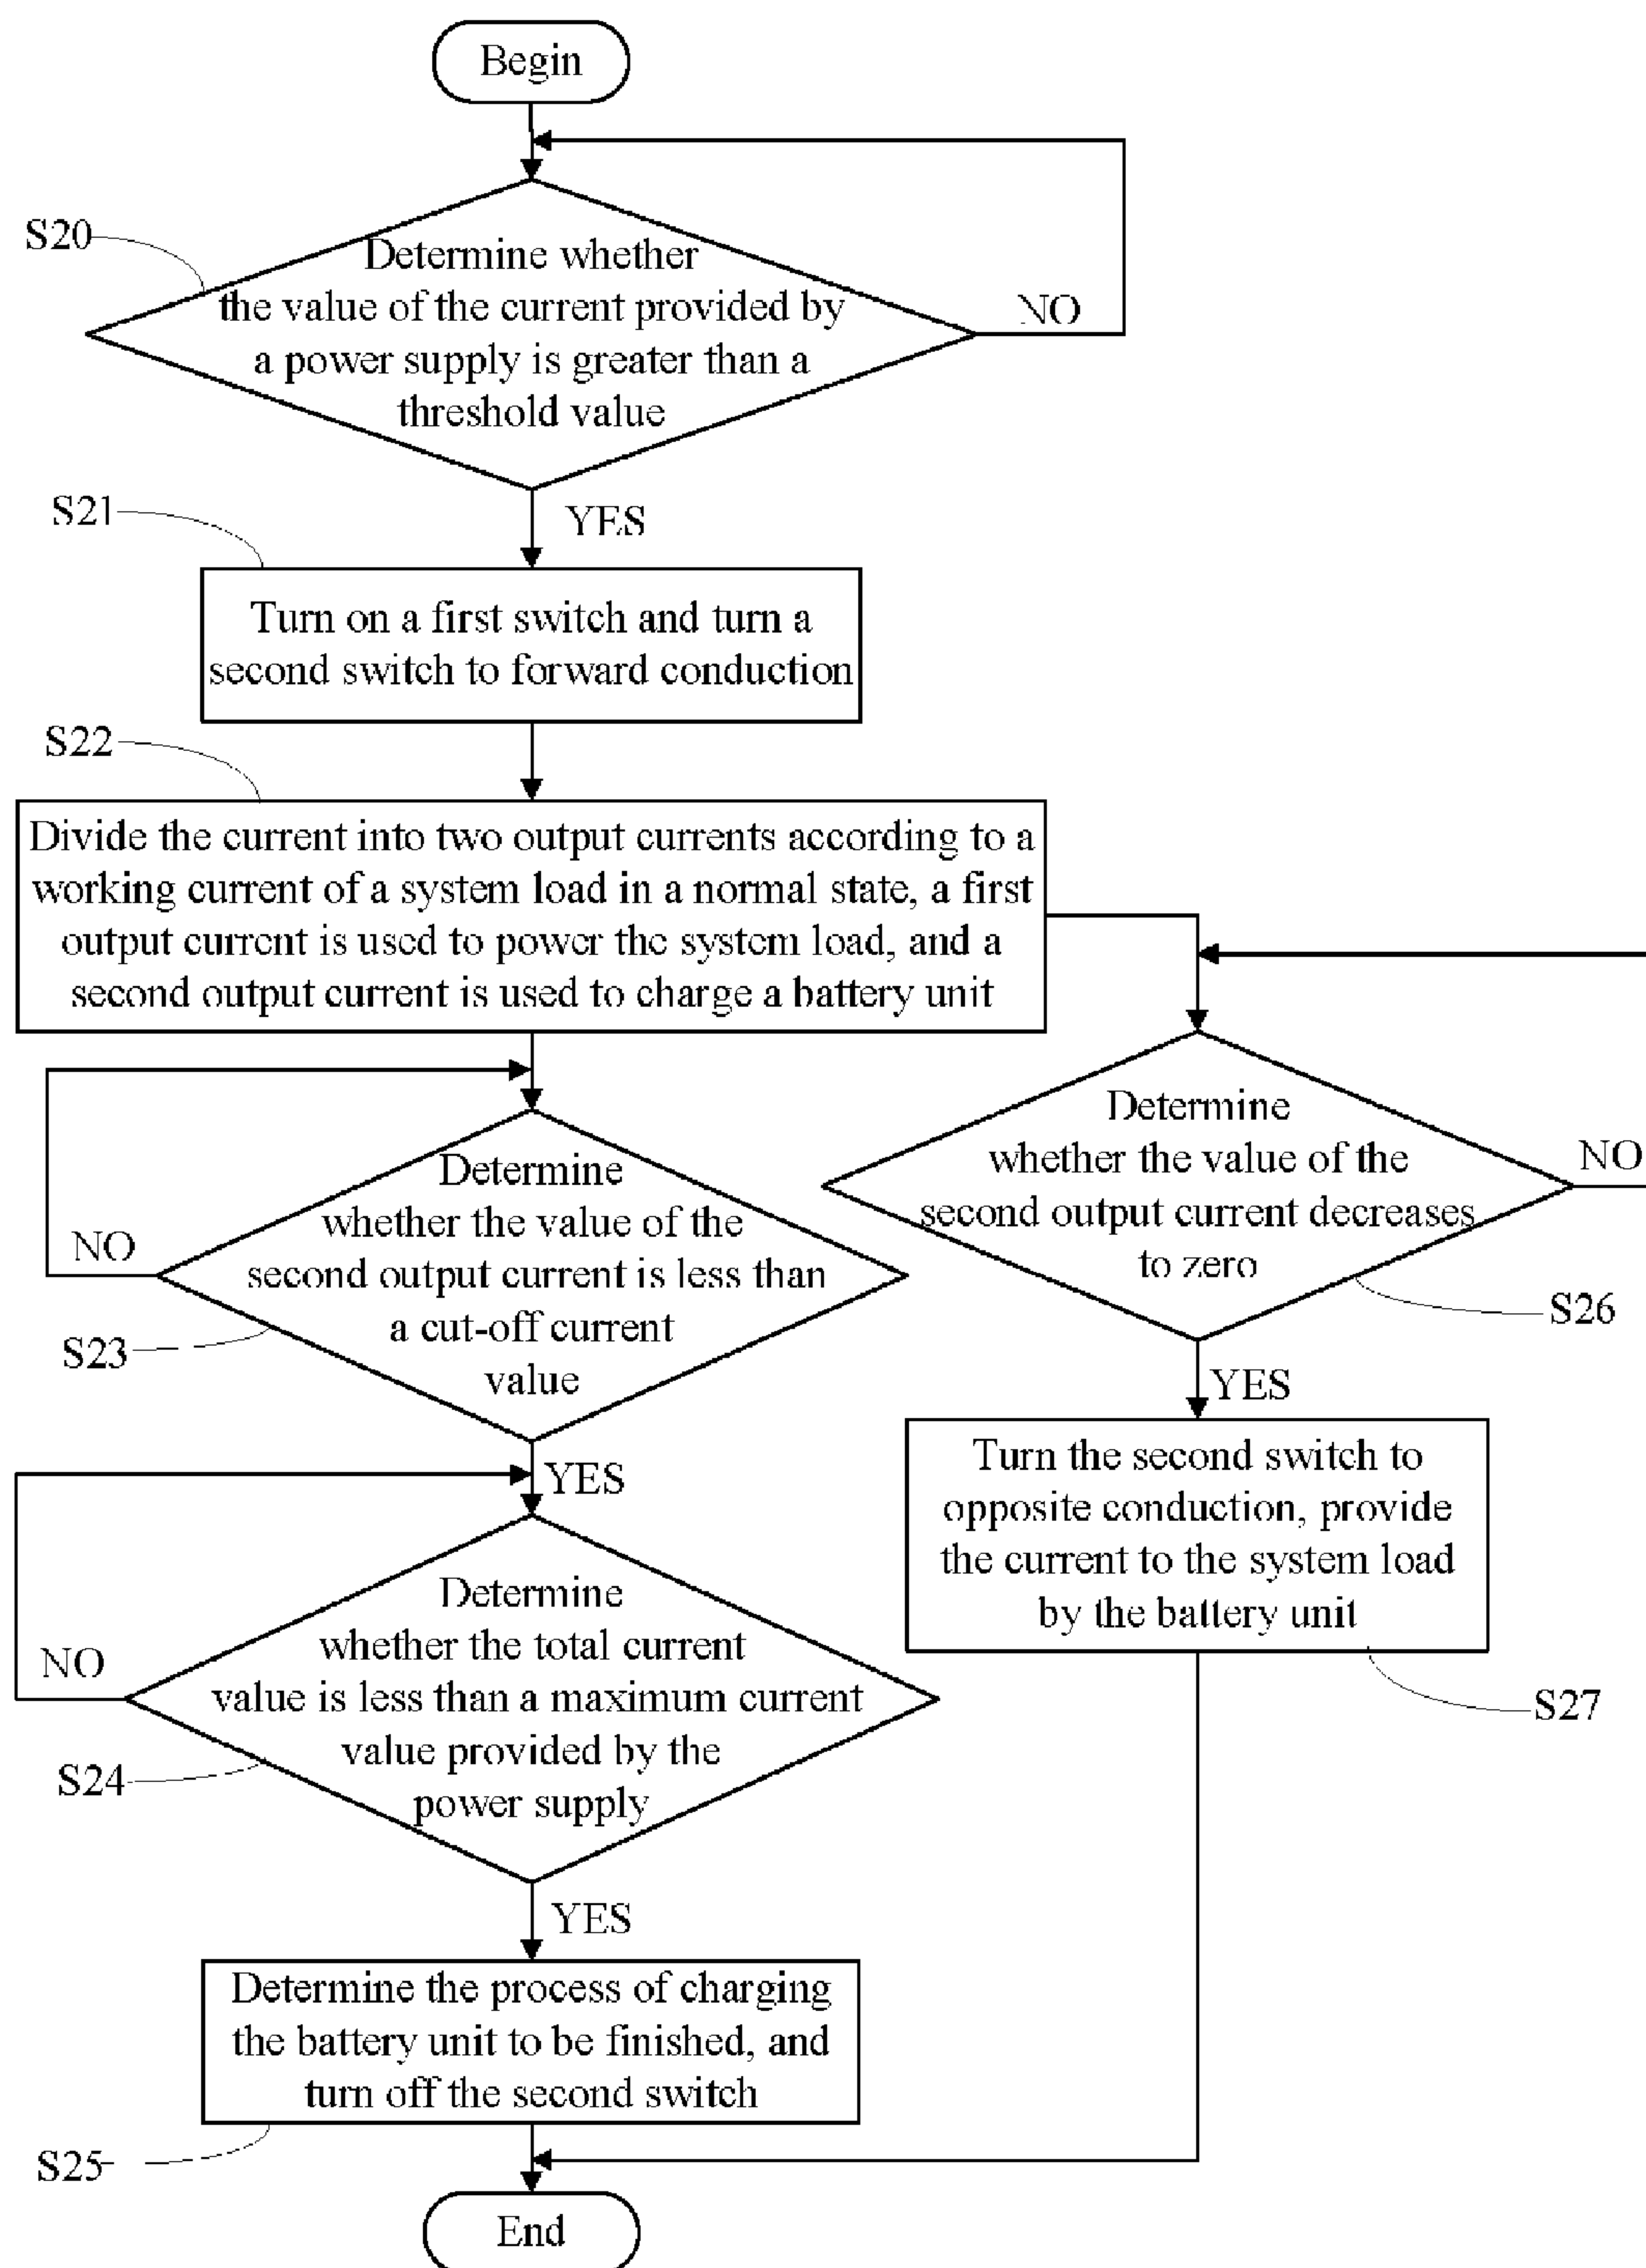 Begin
S20
Determine whether
the value of the current provided by
a power supply is greater than a
threshold value
NO
YES
S21
Turn on a first switch and turn a
second switch to forward conduction
S22
Divide the current into two output currents according to a
working current of a system load in a normal state, a first
output current is used to power the system load, and a
second output current is used to charge a battery unit
Determine
whether the value of the
second output current is less than
a cut-off current
value
NO
S23
YES
Determine
whether the total current
value is less than a maximum current
value provided by the
power supply
NO
S24
YES
Determine the process of charging
the battery unit to be finished, and
turn off the second switch
S25
Determine
whether the value of the
second output current decreases
to zero
NO
S26
YES
Turn the second switch to
opposite conduction, provide
the current to the system load
by the battery unit
S27
End